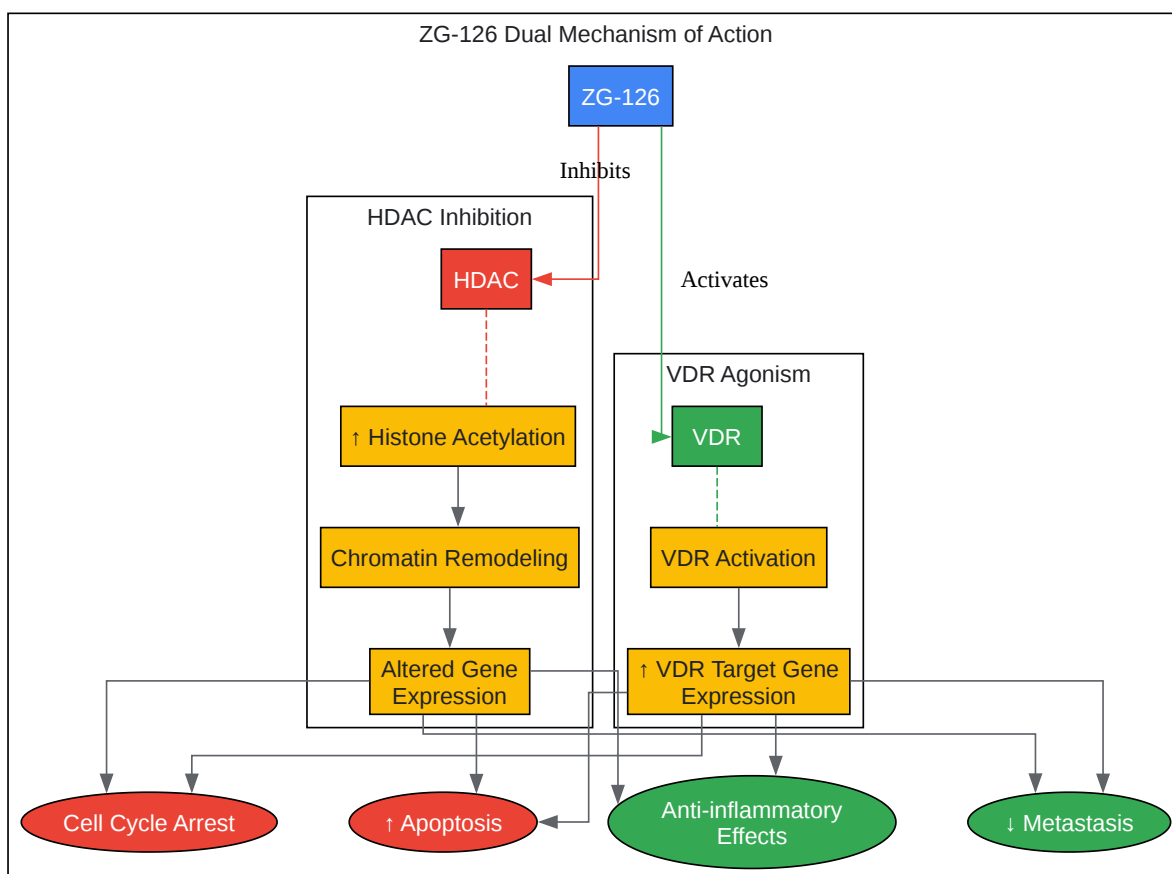 ZG-126 Dual Mechanism of Action
ZG-126
Inhibits
HDAC Inhibition
HDAC
Activates
VDR Agonism
↑ Histone Acetylation
VDR
Chromatin Remodeling
VDR Activation
Altered Gene
Expression
↑ VDR Target Gene
Expression
Cell Cycle Arrest
↑ Apoptosis
Anti-inflammatory
Effects
↓ Metastasis